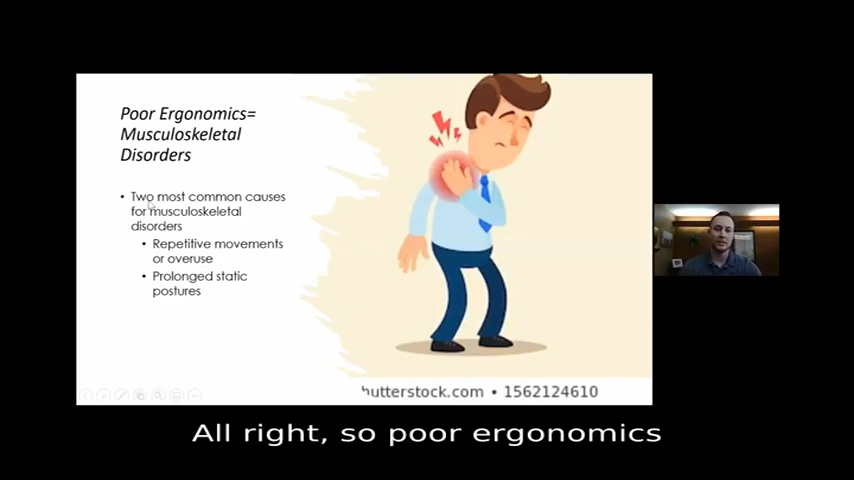 Poor Ergonomics=
Musculoskeletal
Disorders
• Two most common causes
for musculoskeletal
disorders
• Repetitive movements
or overuse
• Prolonged static
postures
hutterstock.com • 1562124610
All right, so poor ergonomics